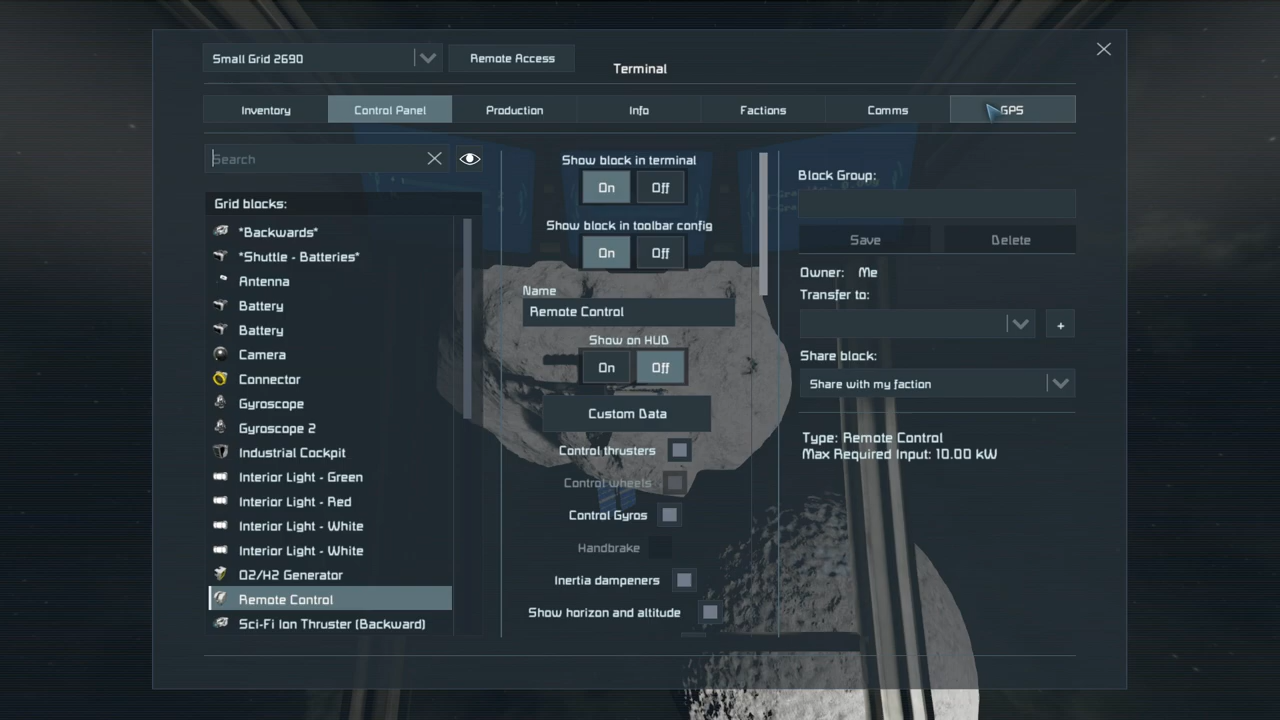 Small Grid 2690
Remote Access
Terminal
Inventory
Control Panel
Production
Info
Factions
Comms
GPS
Search
Grid blocks:
*Backwards*
*Shuttle - Batteries*
Antenna
Battery
Battery
Camera
Connector
Gyroscope
Gyroscope 2
Industrial Cockpit
Interior Light - Green
Interior Light - Red
Interior Light - White
Interior Light - White
O2/H2 Generator
Remote Control
Sci-Fi Ion Thruster (Backward)
Show block in terminal
On Off
Show block in toolbar config
On Off
Name
Remote Control
Show on HUD
On Off
Custom Data
Control thrusters
Control wheels
Control Gyros
Handbrake
Inertia dampeners
Show horizon and altitude
Block Group:
Save Delete
Owner: Me
Transfer to:
+
Share block:
Share with my faction
Type: Remote Control
Max Required Input: 10.00 kW